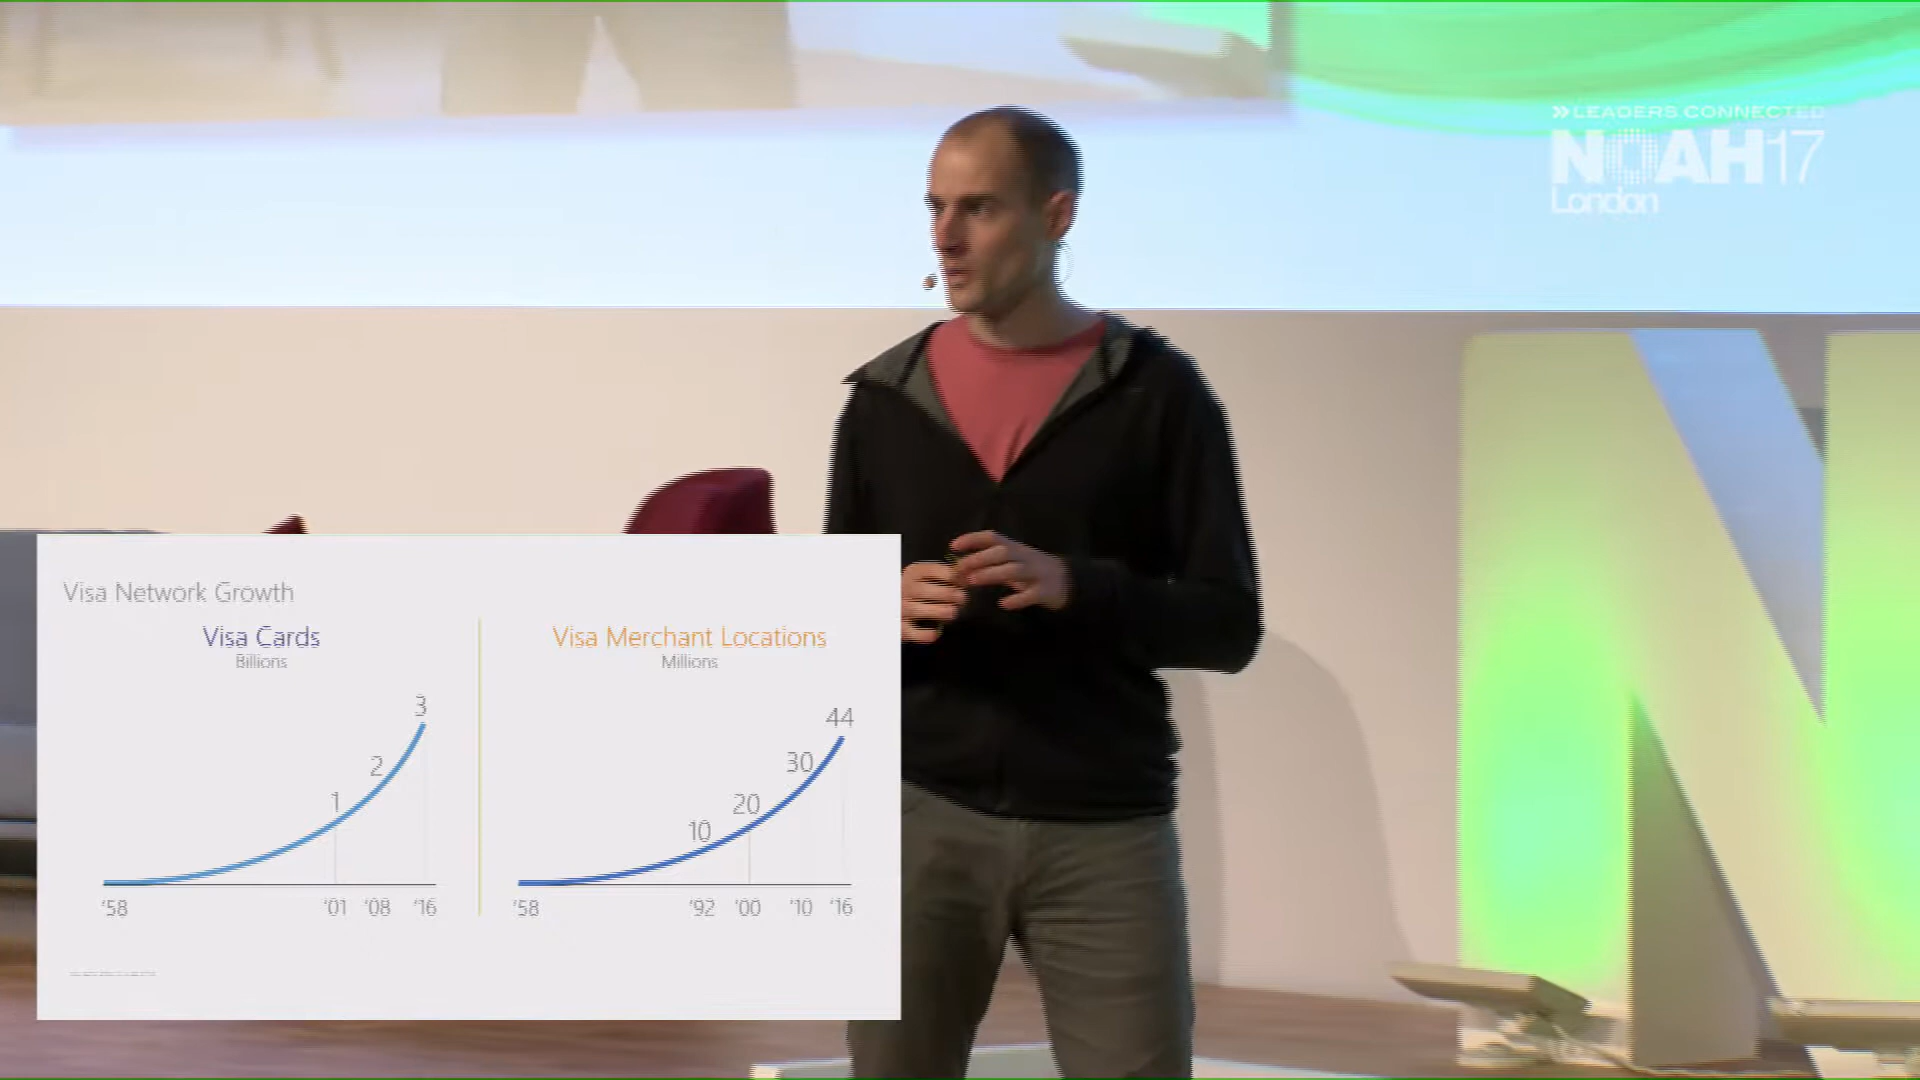 »LEADERS CONNECTED
NOAH17
London
Visa Network Growth
Visa Cards
Billions
3
2
1
'58 '01 '08 '16
Visa Merchant Locations
Millions
44
30
20
10
'58 '92 '00 '10 '16
N